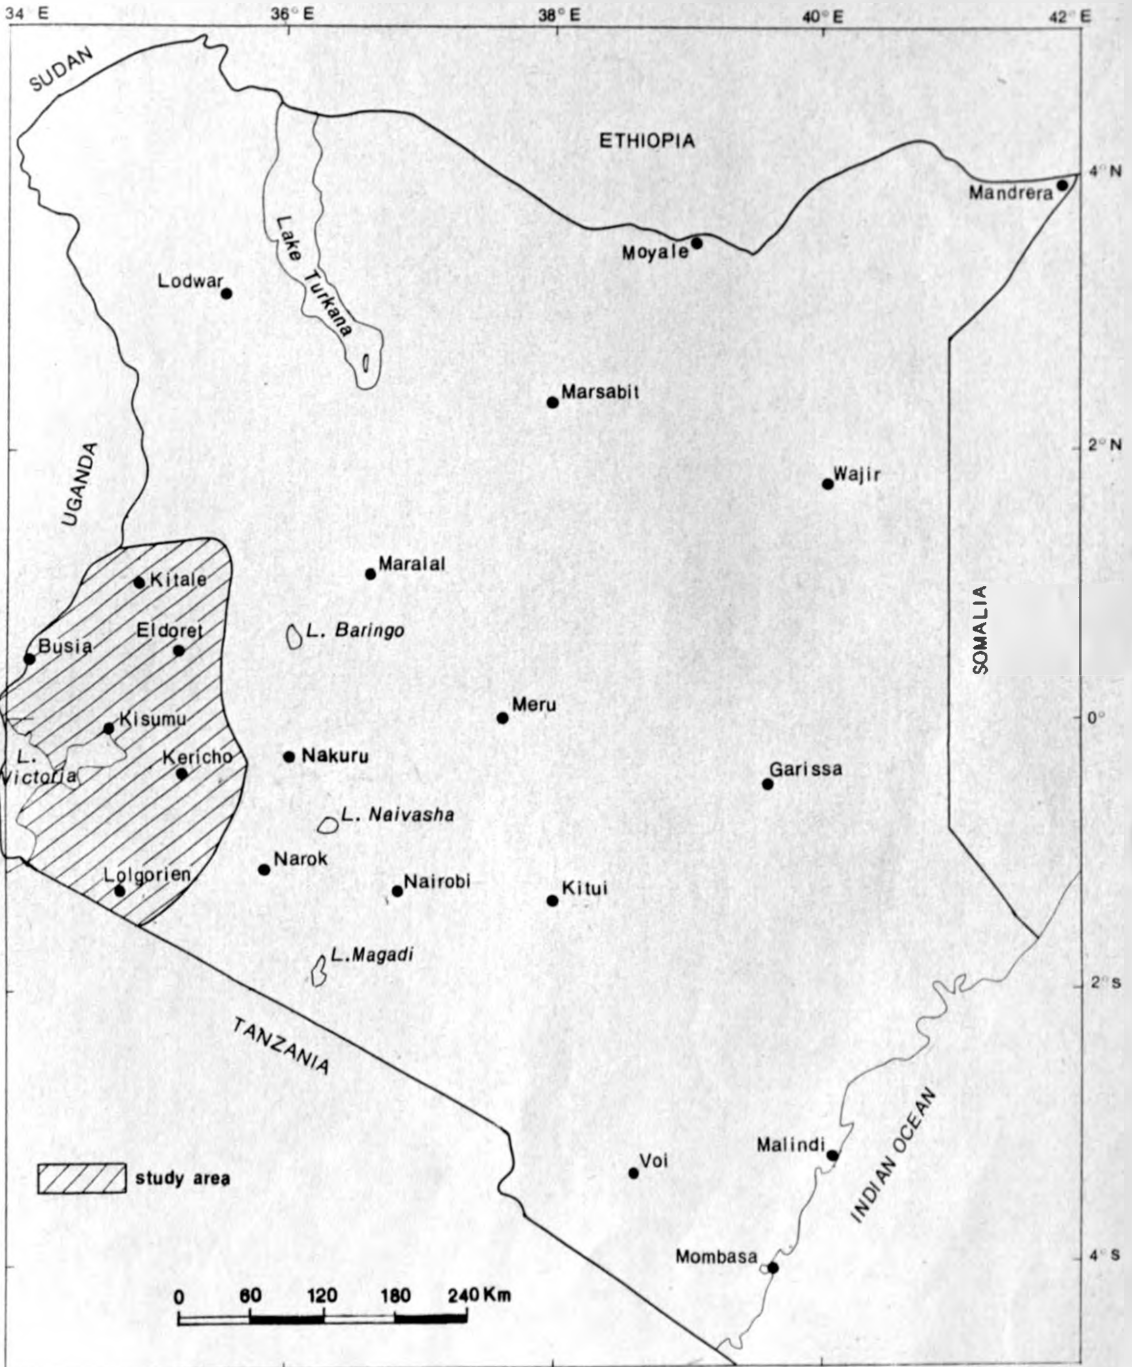 34 E
36°E
38°E
40°E
42°E
SUDAN
ETHIOPIA
4°N
Mandrera
Moyale
Lake Turkana
Lodwar
Marsabit
2°N
UGANDA
Wajir
Maralal
Kitale
SOMALIA
L. Baringo
Eldoret
Busia
Meru
0°
Kisumu
L.
Victoria
Kericho
Nakuru
Garissa
L. Naivasha
Narok
Lolgorien
Nairobi
Kitui
L.Magadi
2°S
TANZANIA
INDIAN OCEAN
Malindi
Voi
study area
Mombasa
4°S
0 60 120 180 240 Km